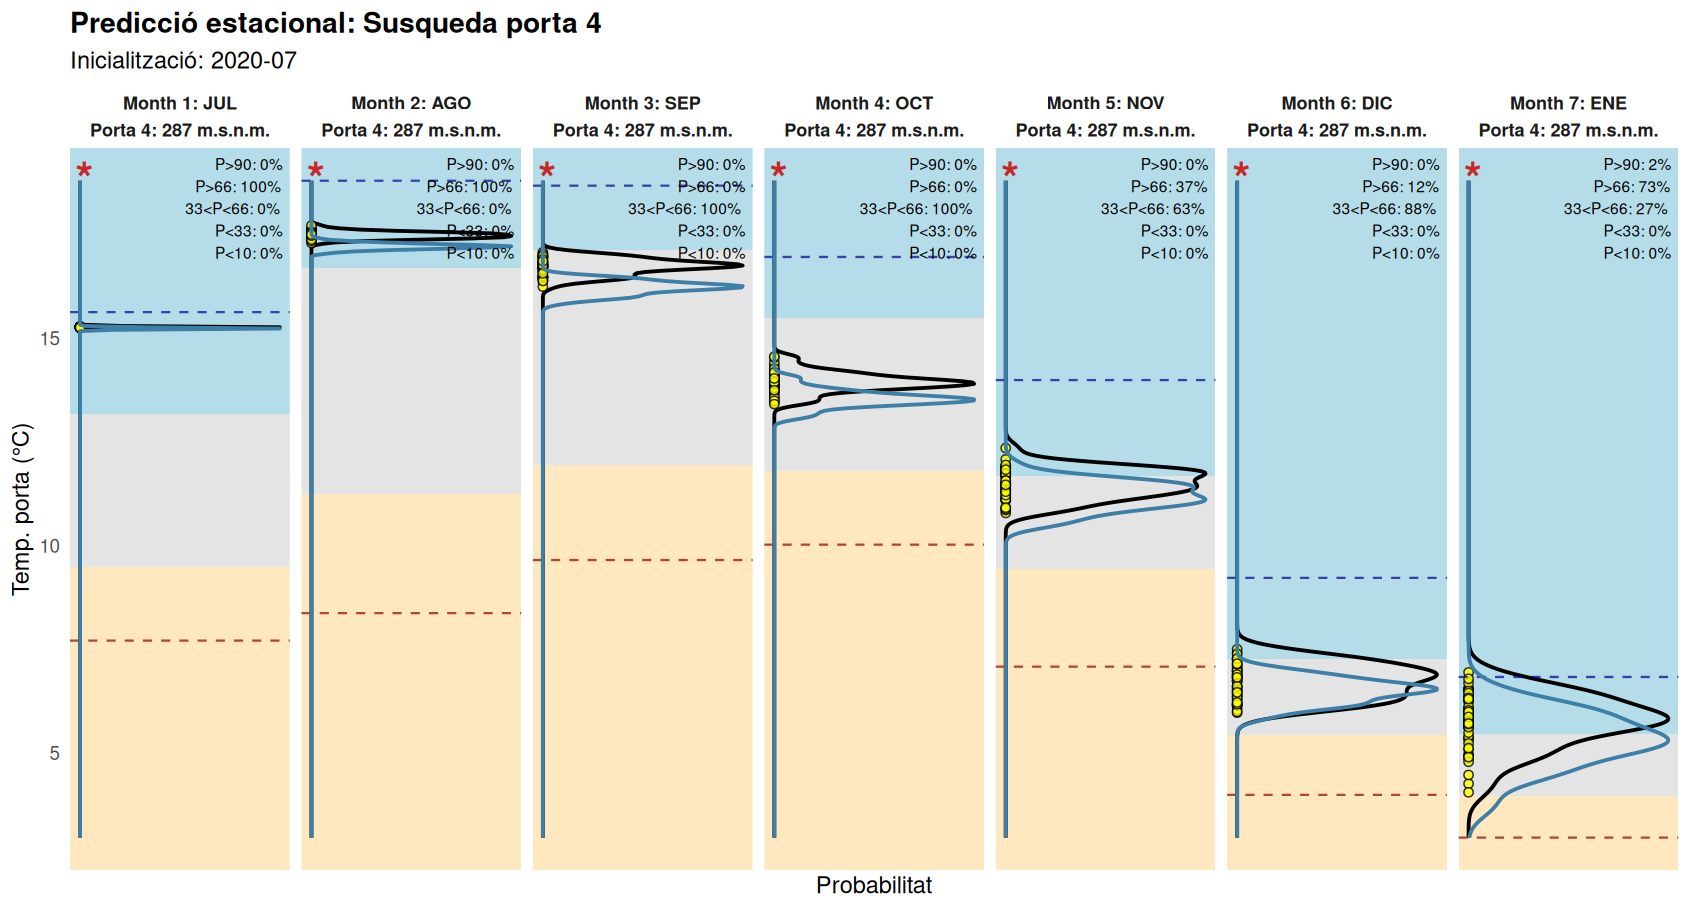 Predicció estacional: Susqueda porta 4
Inicialització: 2020-07
Month 1: JUL
Porta 4: 287 m.s.n.m.
Month 2: AGO
Porta 4: 287 m.s.n.m.
Month 3: SEP
Porta 4: 287 m.s.n.m.
Month 4: OCT
Porta 4: 287 m.s.n.m.
Month 5: NOV
Porta 4: 287 m.s.n.m.
Month 6: DIC
Porta 4: 287 m.s.n.m.
Month 7: ENE
Porta 4: 287 m.s.n.m.
*
P>90: 0%
P>66: 100%
33<P<66: 0%
P<33: 0%
P<10: 0%
*
P>90: 0%
P>66: 100%
33<P<66: 0%
P<33: 0%
P<10: 0%
*
P>90: 0%
P>66: 0%
33<P<66: 100%
P<33: 0%
P<10: 0%
*
P>90: 0%
P>66: 0%
33<P<66: 100%
P<33: 0%
P<10: 0%
*
P>90: 0%
P>66: 37%
33<P<66: 63%
P<33: 0%
P<10: 0%
*
P>90: 0%
P>66: 12%
33<P<66: 88%
P<33: 0%
P<10: 0%
*
P>90: 2%
P>66: 73%
33<P<66: 27%
P<33: 0%
P<10: 0%
15
10
5
Temp. porta (°C)
Probabilitat